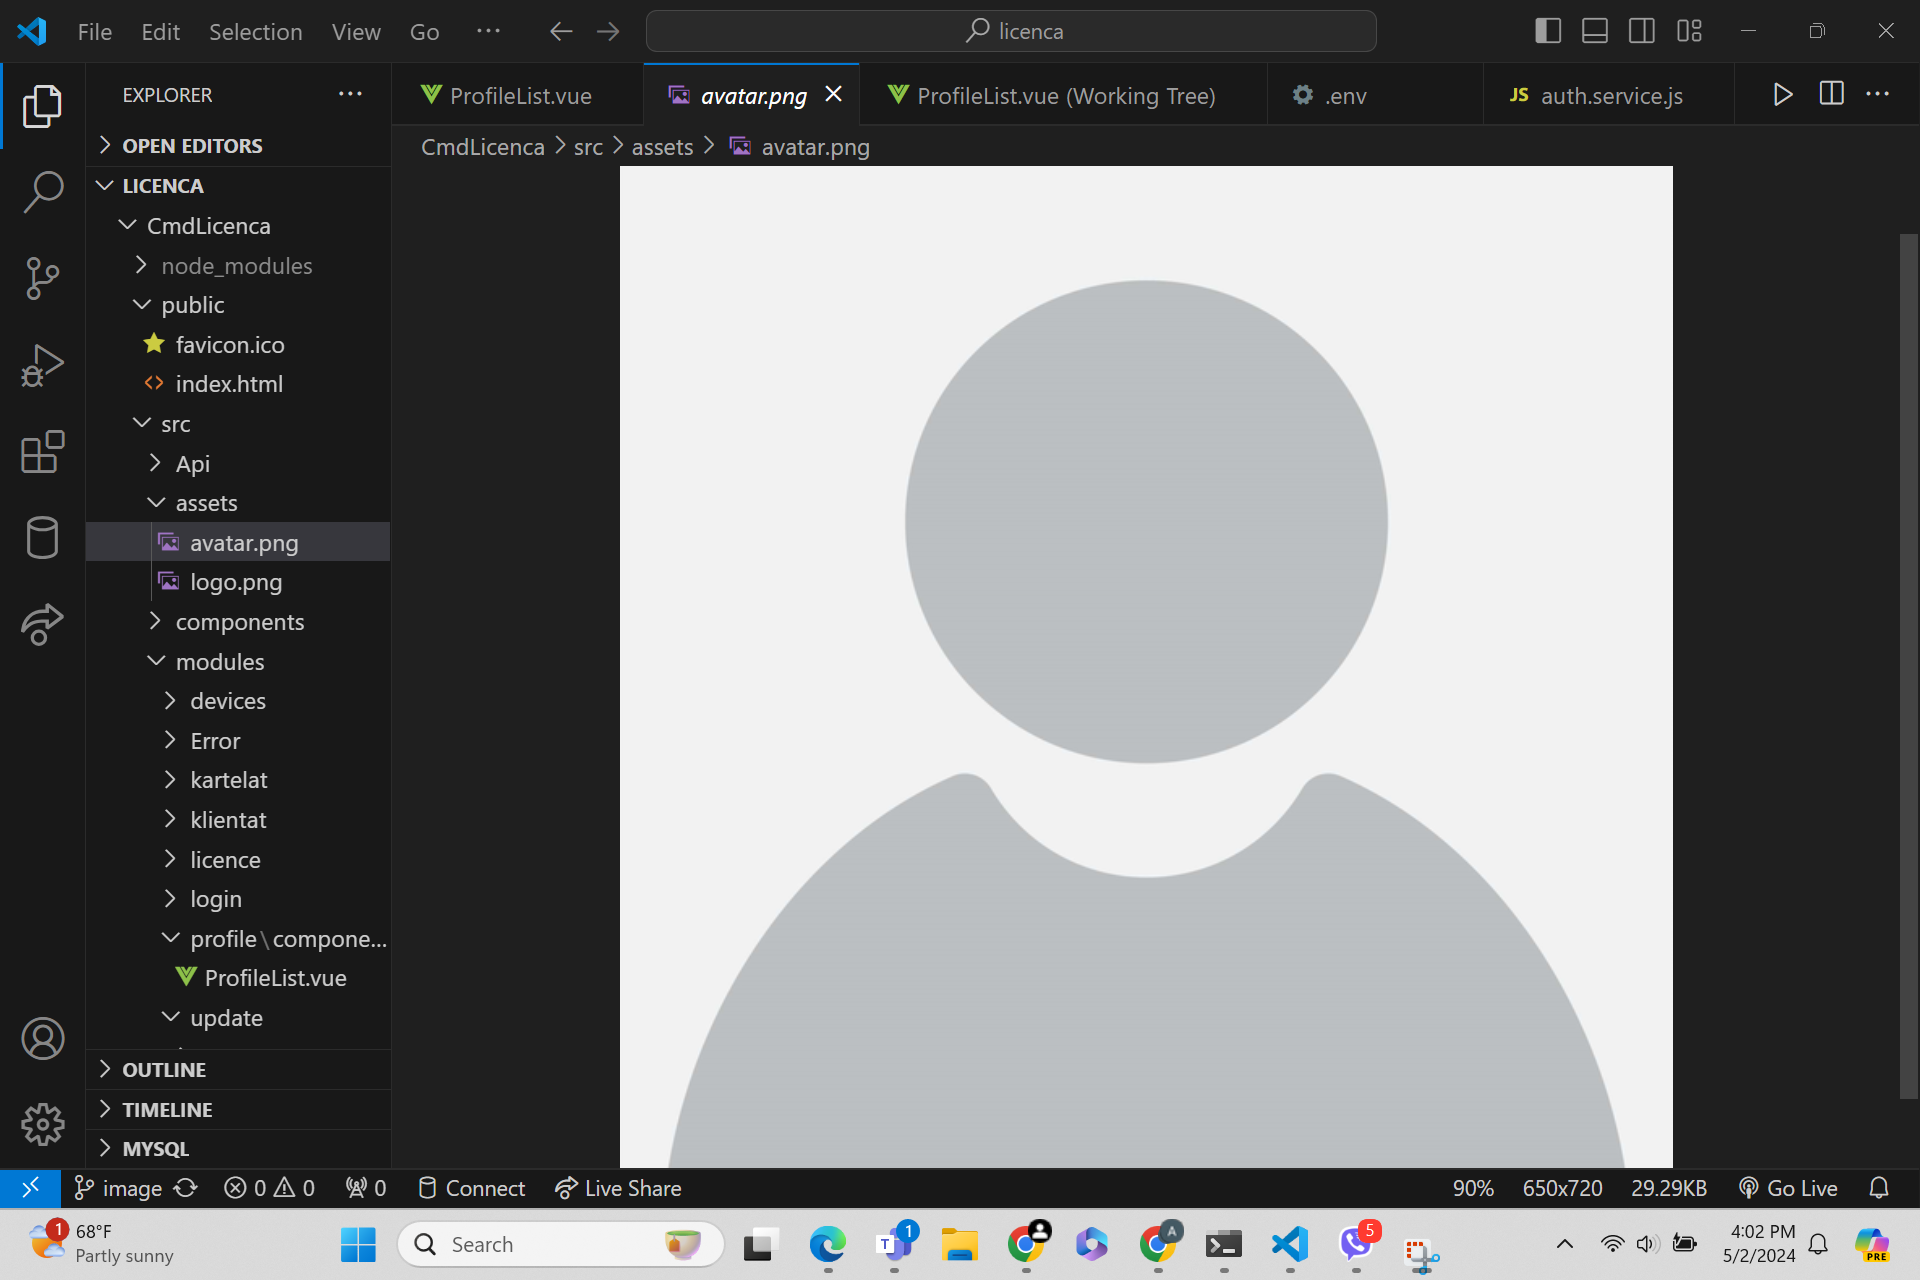 File Edit Selection View Go ··· licenca
EXPLORER ···
ProfileList.vue avatar.png ProfileList.vue (Working Tree) .env JS auth.service.js ···
CmdLicenca > src > assets > avatar.png
OPEN EDITORS
LICENCA
CmdLicenca
node_modules
public
favicon.ico
index.html
src
Api
assets
avatar.png
logo.png
components
modules
devices
Error
kartelat
klientat
licence
login
profile\compone...
ProfileList.vue
update
OUTLINE
TIMELINE
MYSQL
image 0 0 0 Connect Live Share 90% 650x720 29.29KB Go Live
1 68°F
Partly sunny
Search
T 1
A
5
4:02 PM
5/2/2024
PRE